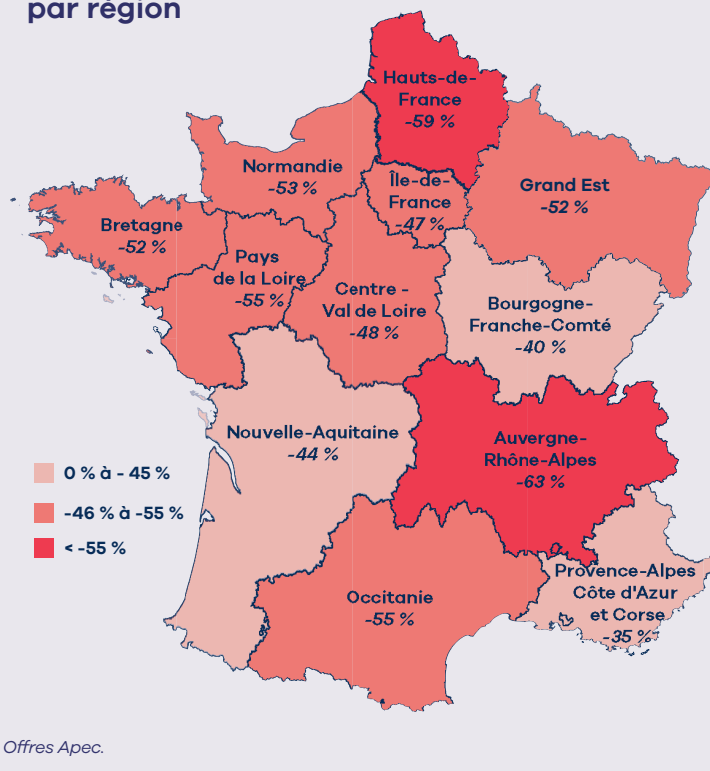 par région
Hauts-de-
France
-59 %
Normandie
-53 %
Île-de-
France
-47 %
Grand Est
-52 %
Bretagne
-52 %
Pays
de la Loire
-55 %
Centre -
Val de Loire
-48 %
Bourgogne-
Franche-Comté
-40 %
Nouvelle-Aquitaine
-44 %
Auvergne-
Rhône-Alpes
-63 %
0 % à - 45 %
-46 % à -55 %
< -55 %
Occitanie
-55 %
Provence-Alpes
Côte d'Azur
et Corse
-35 %
Offres Apec.